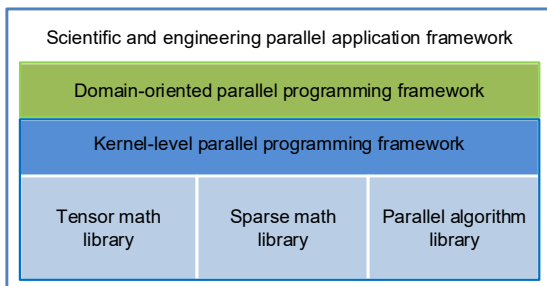 Scientific and engineering parallel application framework
Domain-oriented parallel programming framework
Kernel-level parallel programming framework
Tensor math
library
Sparse math
library
Parallel algorithm
library